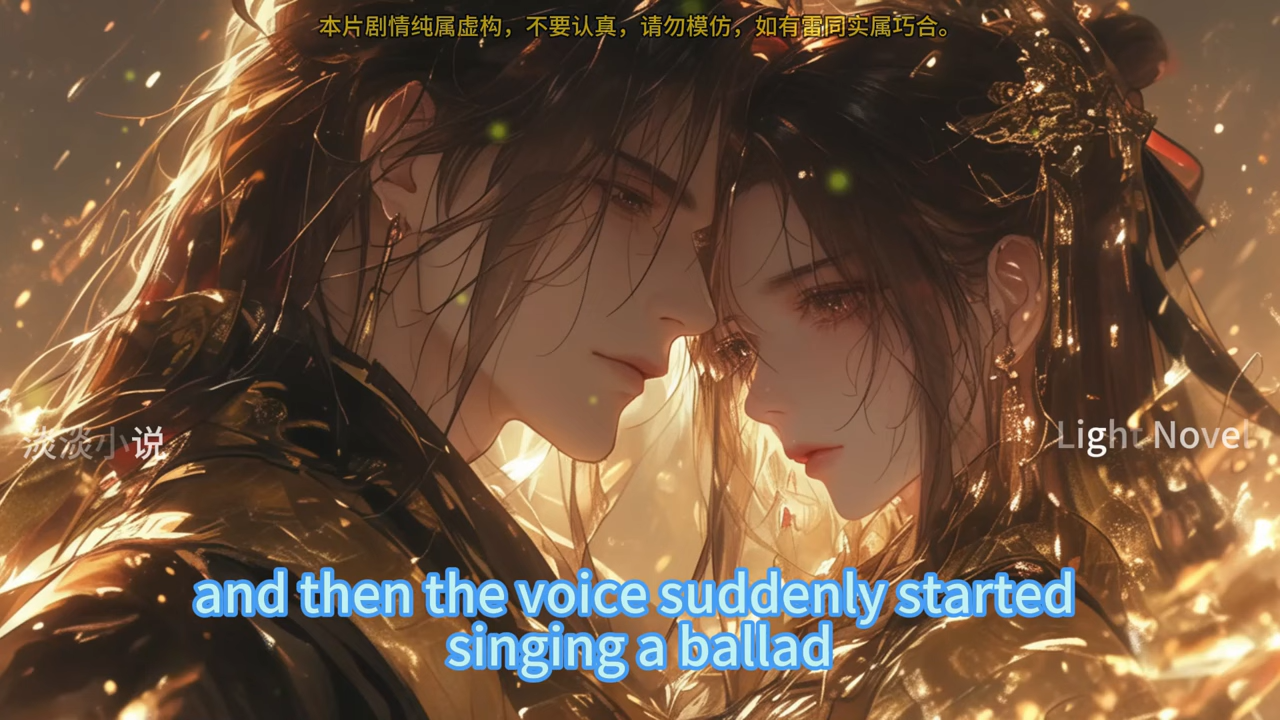 本片剧情纯属虚构，不要认真，请勿模仿，如有雷同实属巧合。
淡淡小说
Light Novel
and then the voice suddenly started
singing a ballad